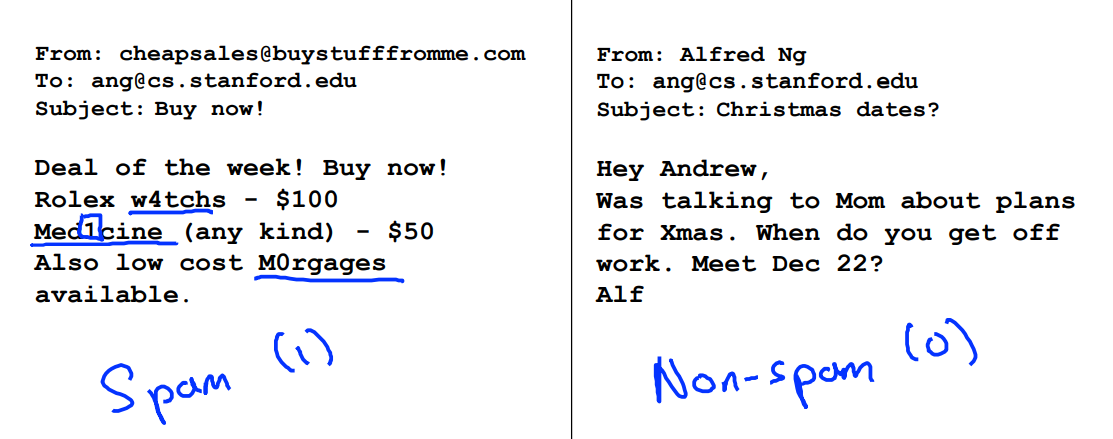 From: cheapsales@buystufffromme.com
To: ang@cs.stanford.edu
Subject: Buy now!
Deal of the week! Buy now!
Rolex w4tchs - $100
Med1cine (any kind) - $50
Also low cost M0rgages
available.
Spam (1)
From: Alfred Ng
To: ang@cs.stanford.edu
Subject: Christmas dates?
Hey Andrew,
Was talking to Mom about plans
for Xmas. When do you get off
work. Meet Dec 22?
Alf
Non-spam (0)